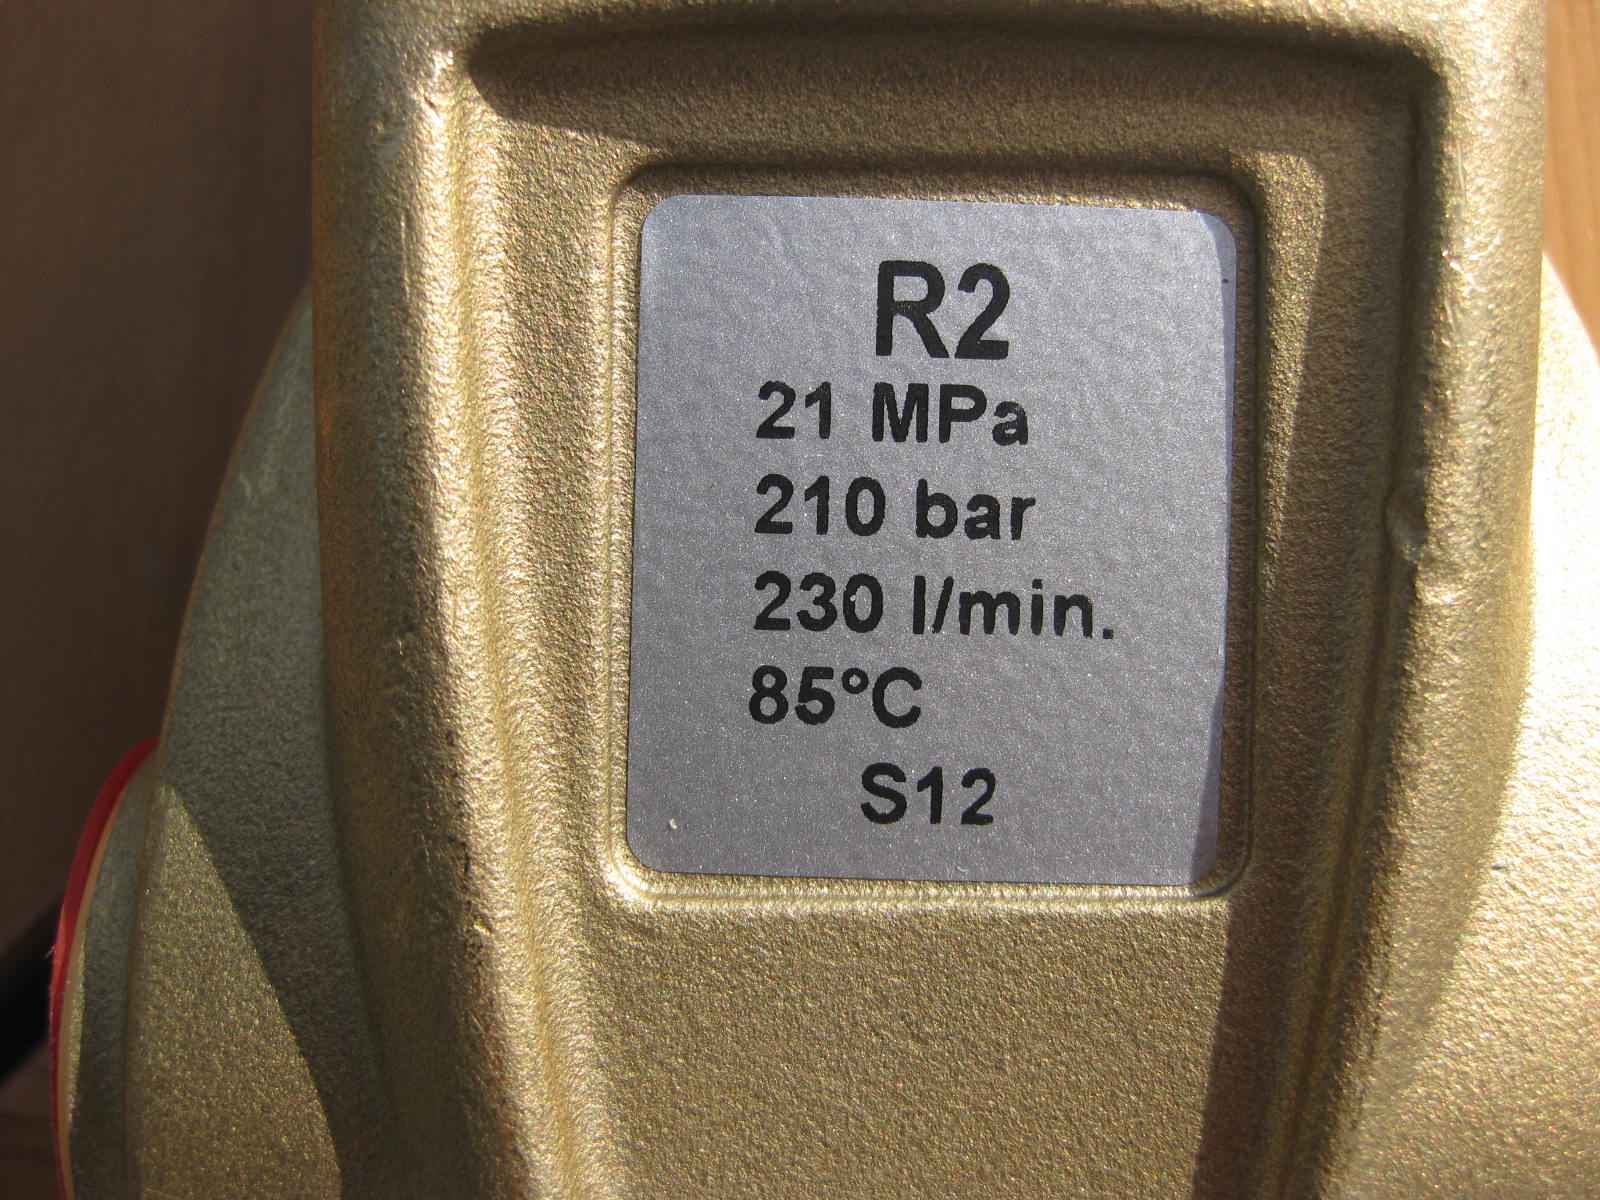 R2
21 MPa
210 bar
230 l/min.
85°C
S12